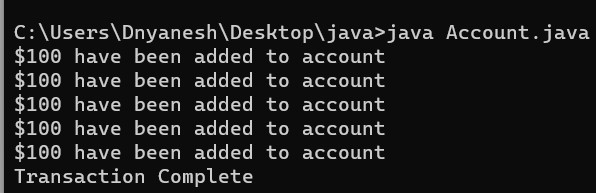 C:\Users\Dnyanesh\Desktop\java>java Account.java
$100 have been added to account
$100 have been added to account
$100 have been added to account
$100 have been added to account
$100 have been added to account
Transaction Complete